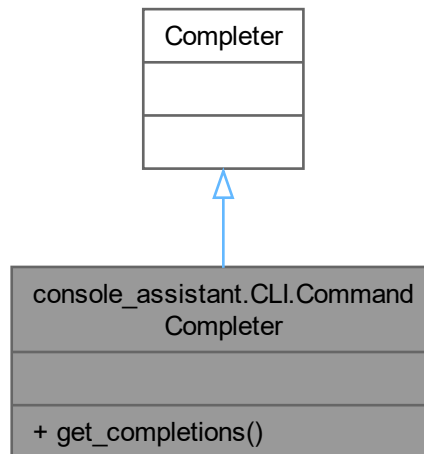 Completer
console_assistant.CLI.Command
Completer
+ get_completions()